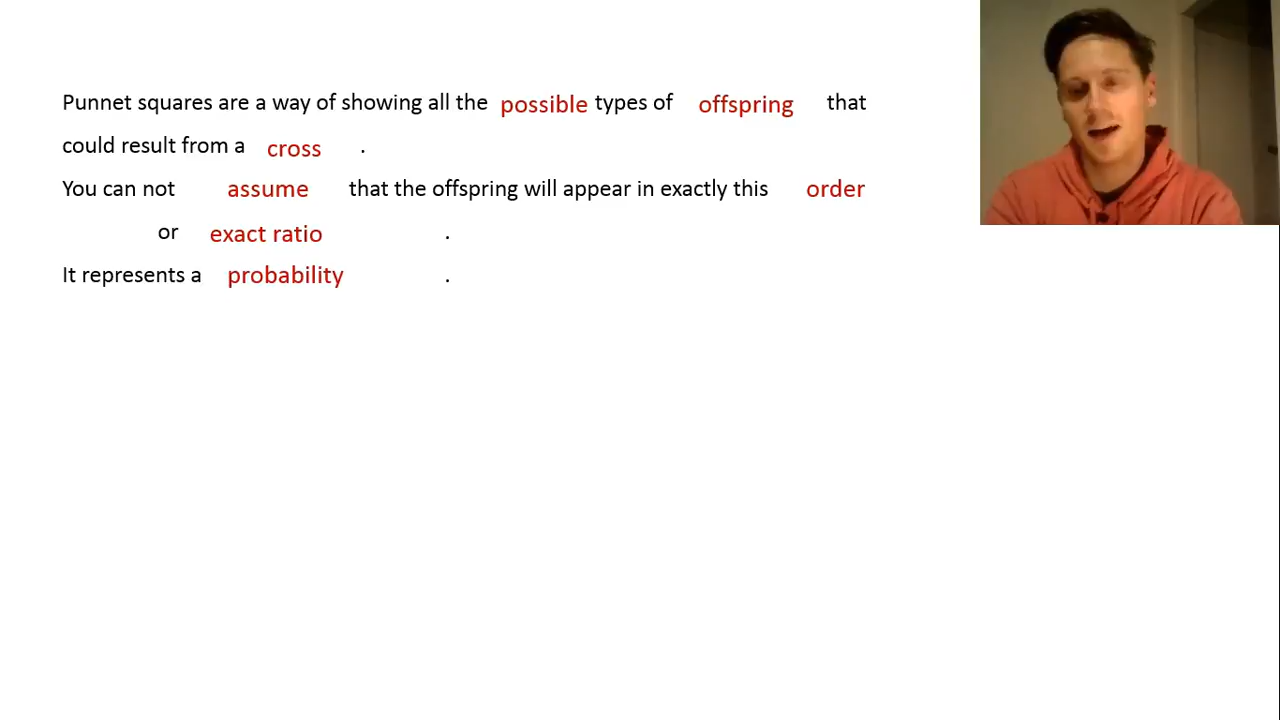 Punnet squares are a way of showing all the possible types of offspring that
could result from a cross .
You can not assume that the offspring will appear in exactly this order
or exact ratio .
It represents a probability .